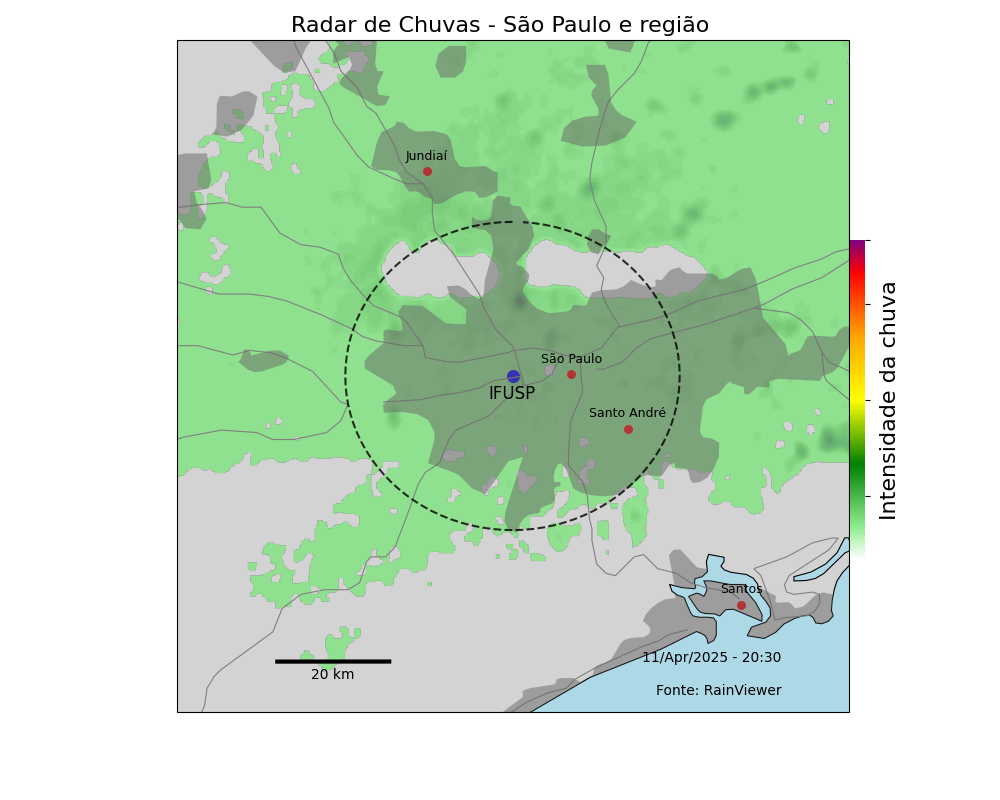 Radar de Chuvas - São Paulo e região
Jundiaí
São Paulo
IFUSP
Santo André
Intensidade da chuva
Santos
11/Apr/2025 - 20:30
20 km
Fonte: RainViewer